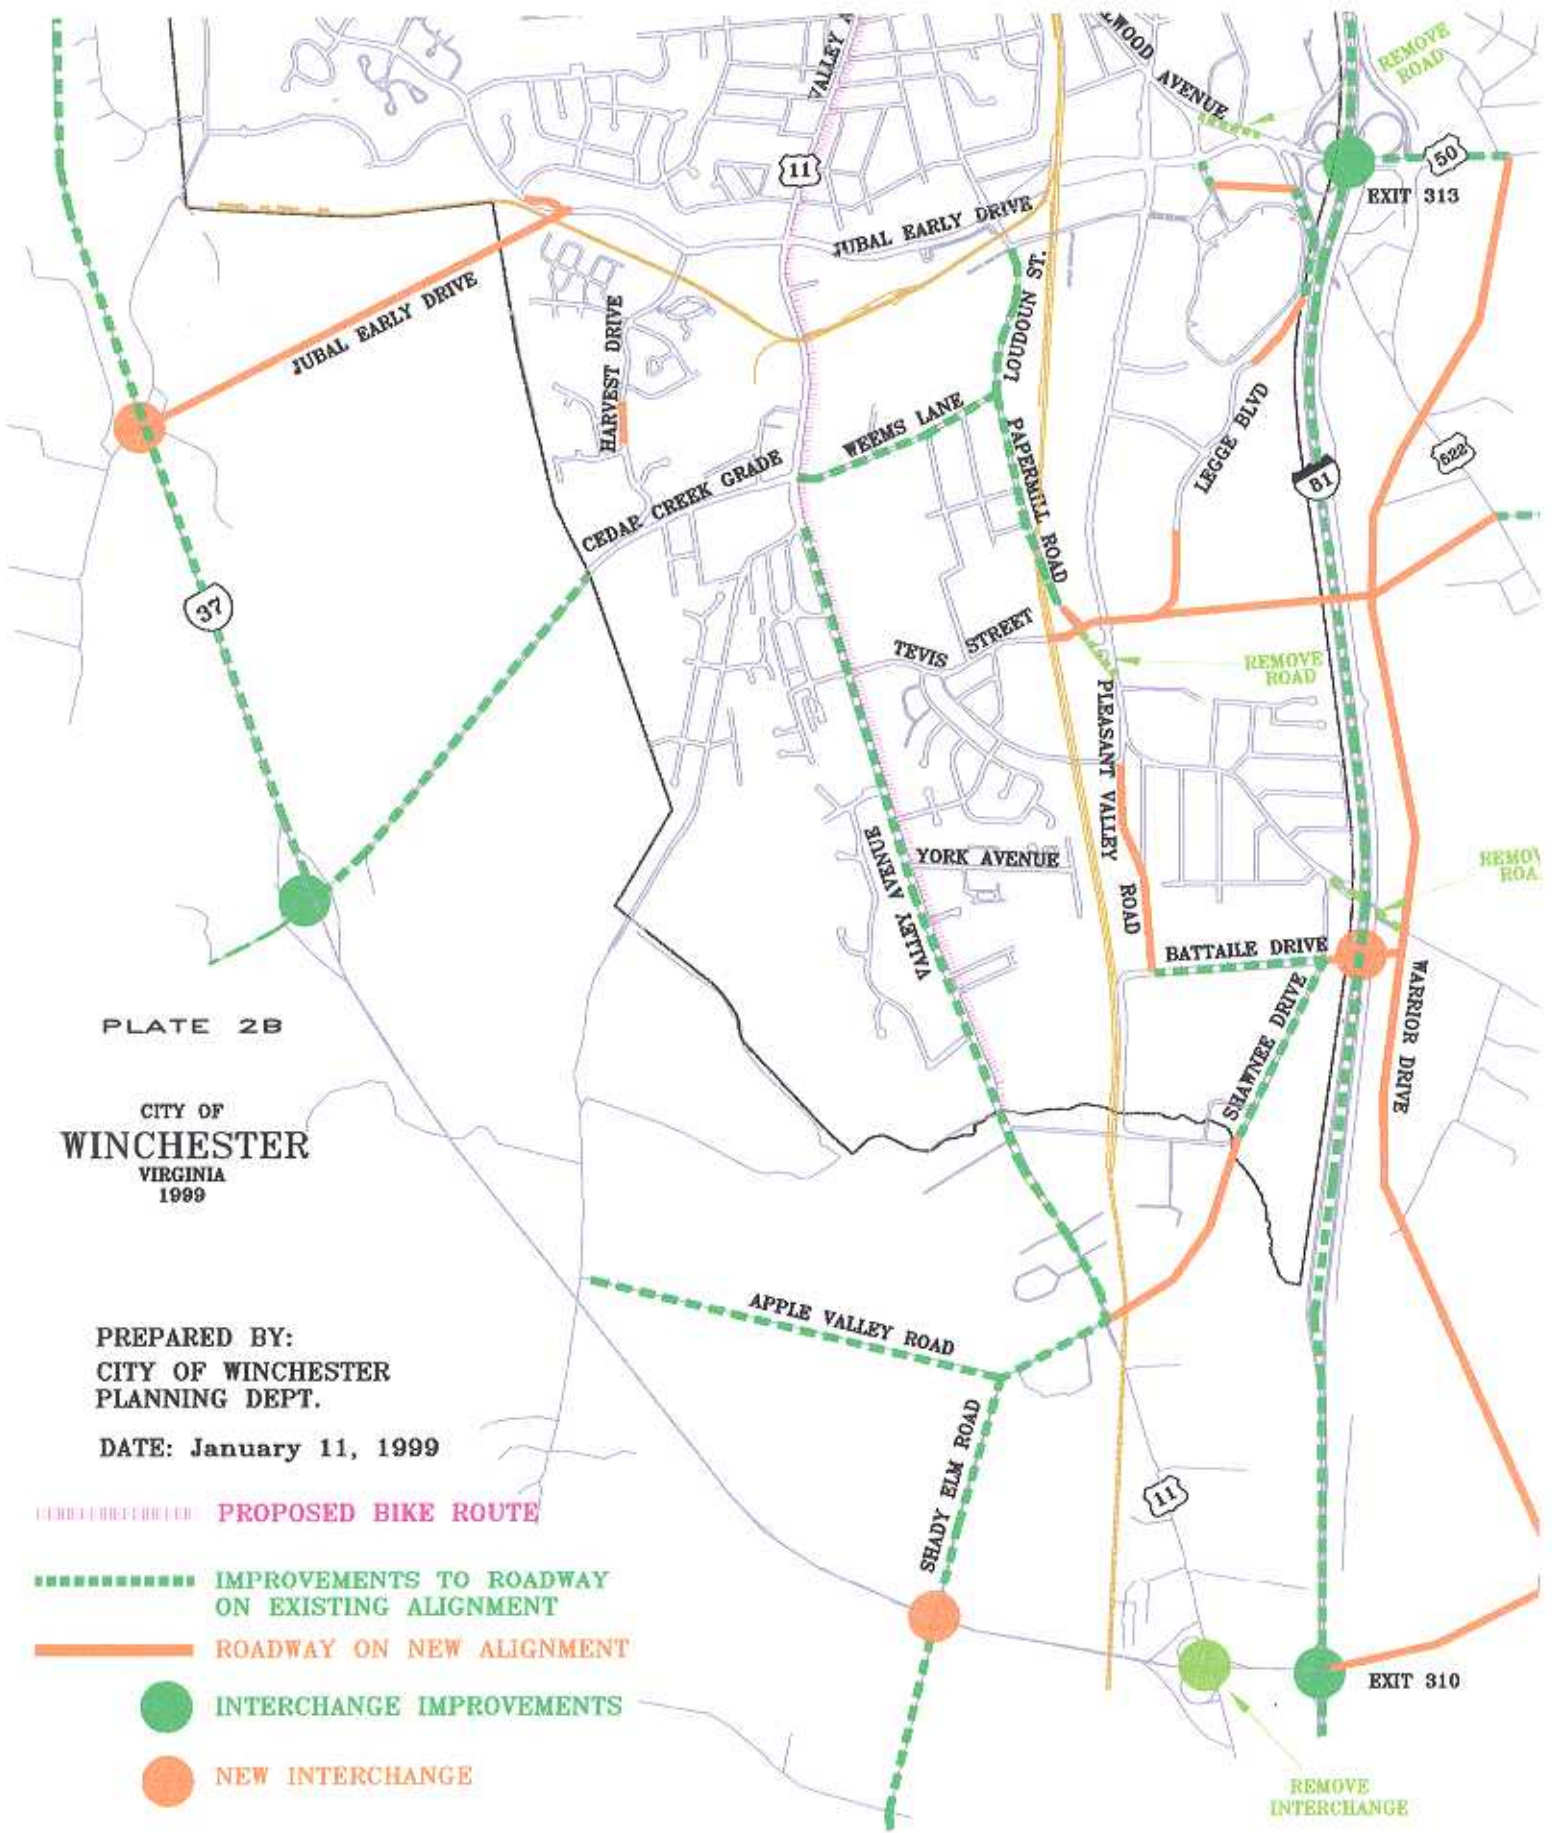 VALLEY
LWOOD AVENUE
REMOVE
ROAD
11
50
EXIT 313
JUBAL EARLY DRIVE
JUBAL EARLY DRIVE
LOUDOUN ST.
HARVEST DRIVE
WEEMS LANE
LEGGE BLVD
PAPERMILL ROAD
522
81
CEDAR CREEK GRADE
37
TEVIS STREET
REMOVE
ROAD
PLEASANT VALLEY ROAD
VALLEY AVENUE
YORK AVENUE
REMOV
ROA
BATTAILE DRIVE
SHAWNEE DRIVE
WARRIOR DRIVE
PLATE 2B
CITY OF
WINCHESTER
VIRGINIA
1999
APPLE VALLEY ROAD
PREPARED BY:
CITY OF WINCHESTER
PLANNING DEPT.
DATE: January 11, 1999
SHADY ELM ROAD
11
PROPOSED BIKE ROUTE
IMPROVEMENTS TO ROADWAY
ON EXISTING ALIGNMENT
ROADWAY ON NEW ALIGNMENT
EXIT 310
INTERCHANGE IMPROVEMENTS
NEW INTERCHANGE
REMOVE
INTERCHANGE